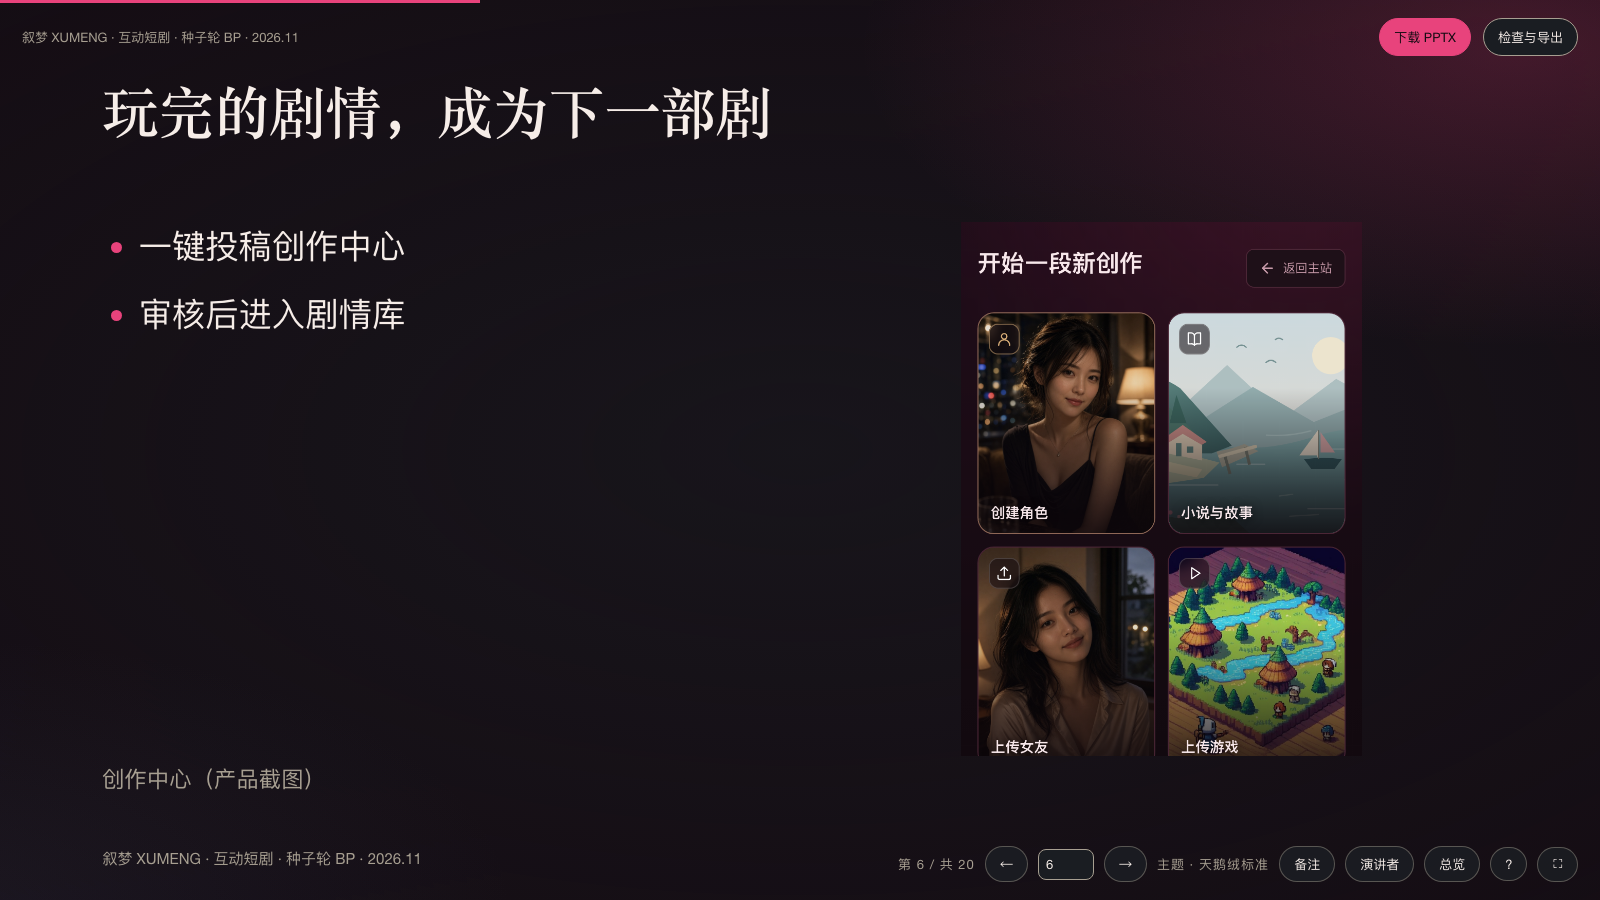 叙梦 XUMENG · 互动短剧 · 种子轮 BP · 2026.11
下载 PPTX
检查与导出
玩完的剧情，成为下一部剧
一键投稿创作中心
审核后进入剧情库
开始一段新创作
← 返回主站
创建角色
小说与故事
上传女友
上传游戏
创作中心（产品截图）
叙梦 XUMENG · 互动短剧 · 种子轮 BP · 2026.11
第 6 / 共 20
←
6
→
主题 · 天鹅绒标准
备注
演讲者
总览
?